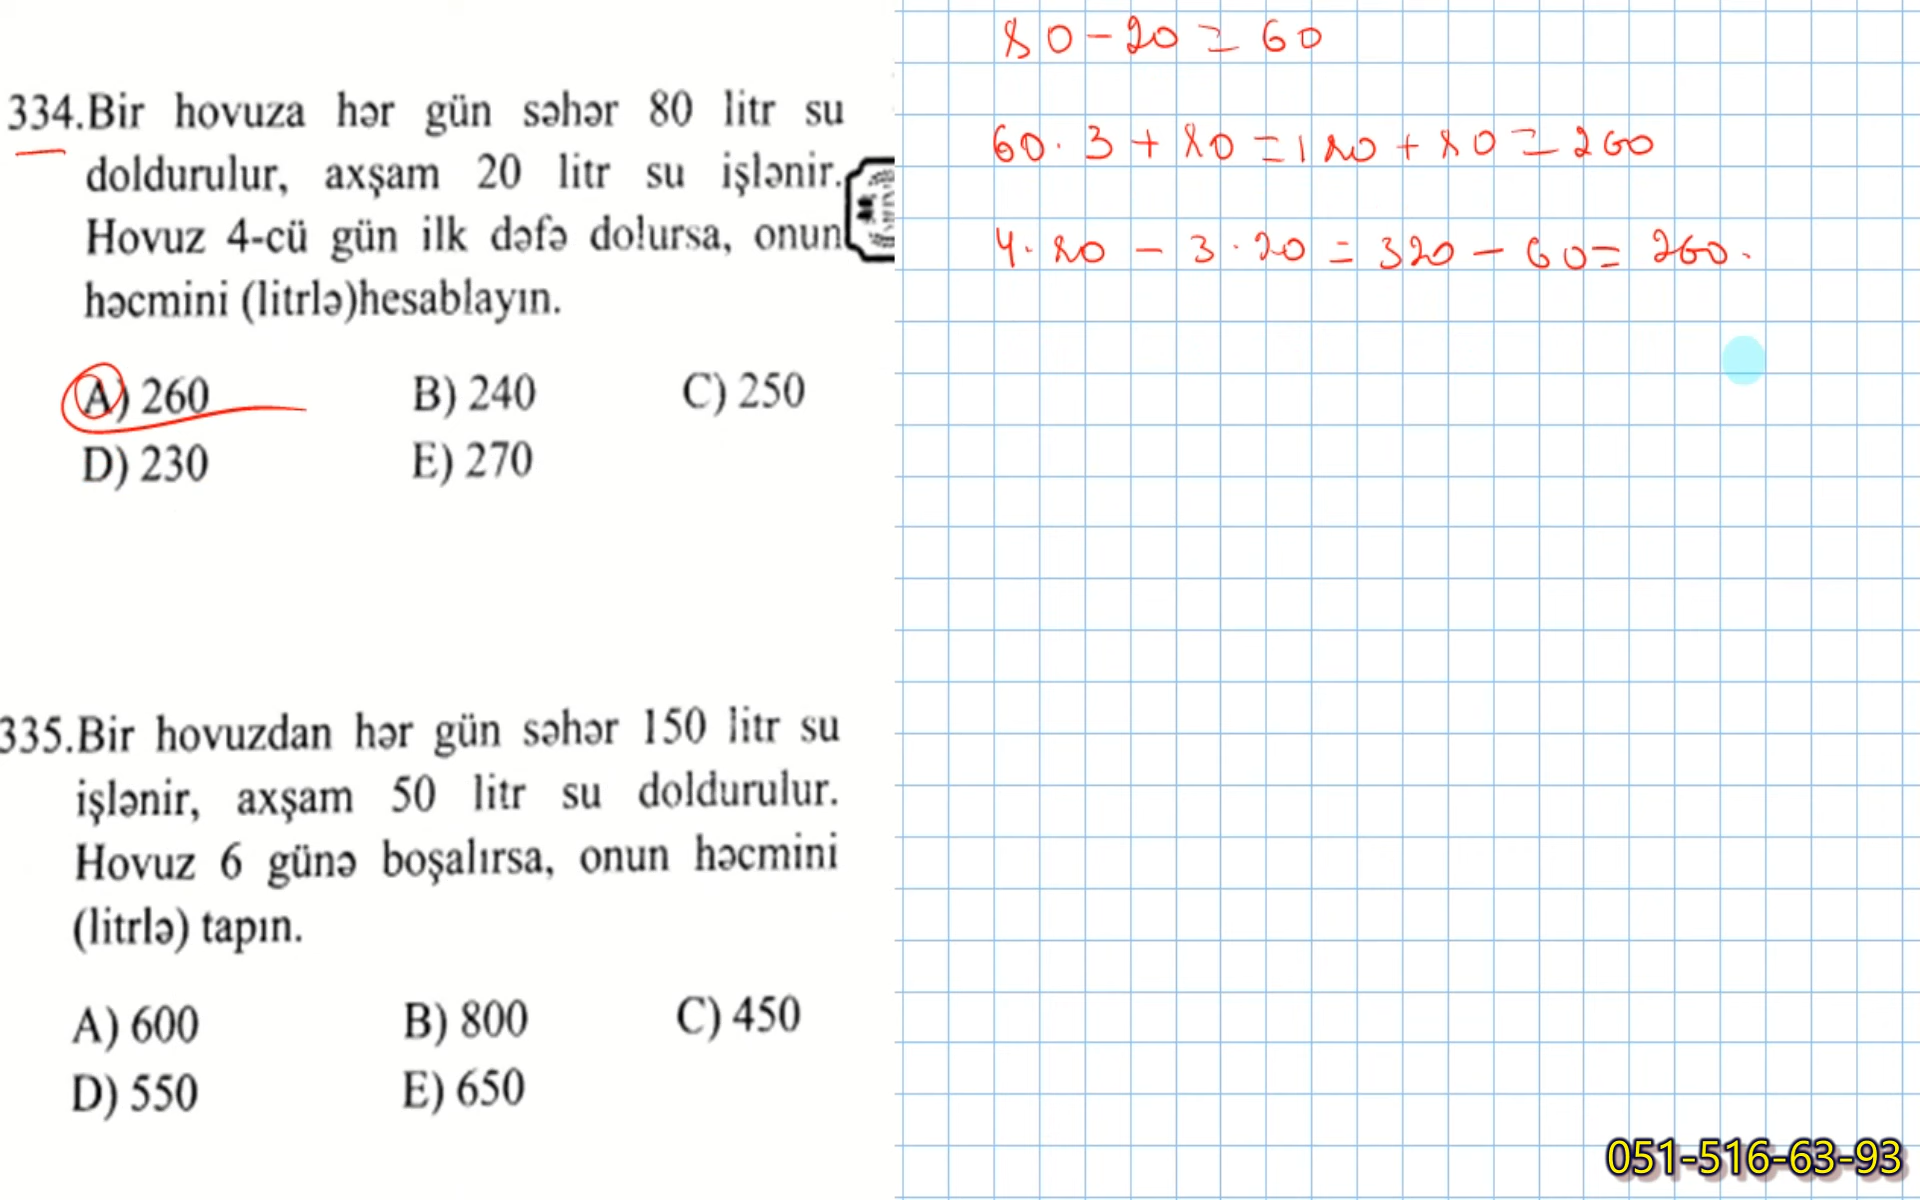 334.Bir hovuza hər gün səhər 80 litr su
doldurulur, axşam 20 litr su işlənir.
Hovuz 4-cü gün ilk dəfə dolursa, onun
həcmini (litrlə)hesablayın.
A) 260 B) 240 C) 250
D) 230 E) 270
335.Bir hovuzdan hər gün səhər 150 litr su
işlənir, axşam 50 litr su doldurulur.
Hovuz 6 günə boşalırsa, onun həcmini
(litrlə) tapın.
A) 600 B) 800 C) 450
D) 550 E) 650
80-20=60
60·3+80=180+80=260
4·80-3·20=320-60=260.
051-516-63-93